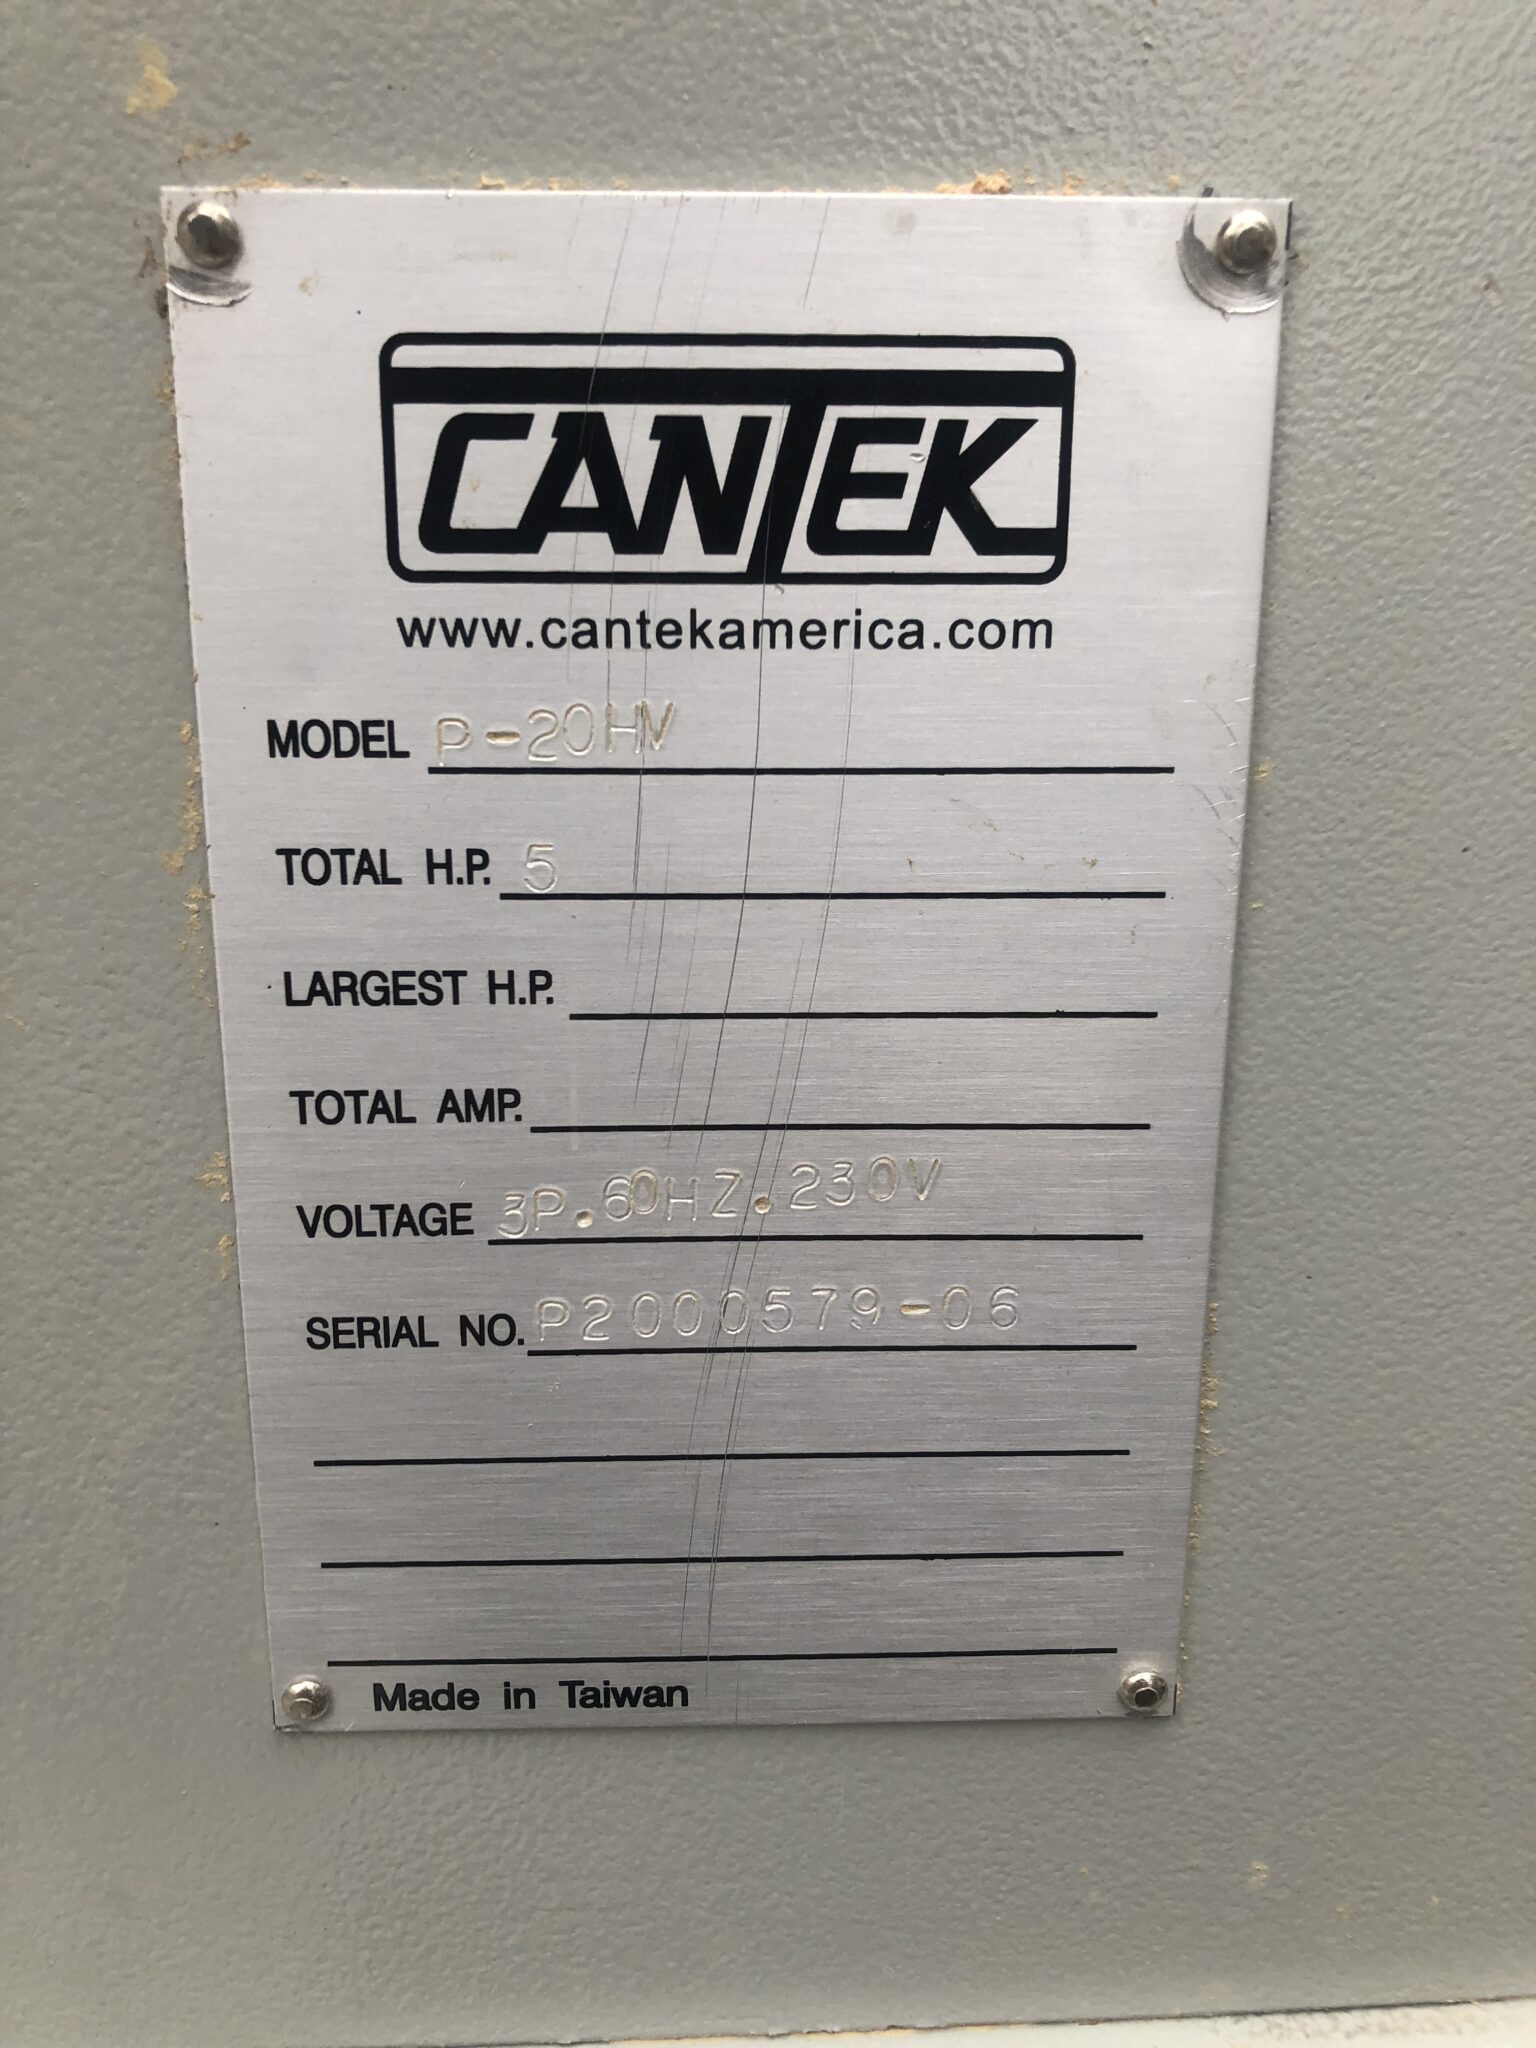 CANTEK
www.cantekamerica.com
MODEL P-20HV
TOTAL H.P. 5
LARGEST H.P.
TOTAL AMP.
VOLTAGE 3P.60HZ.230V
SERIAL NO. P2000579-06
Made in Taiwan